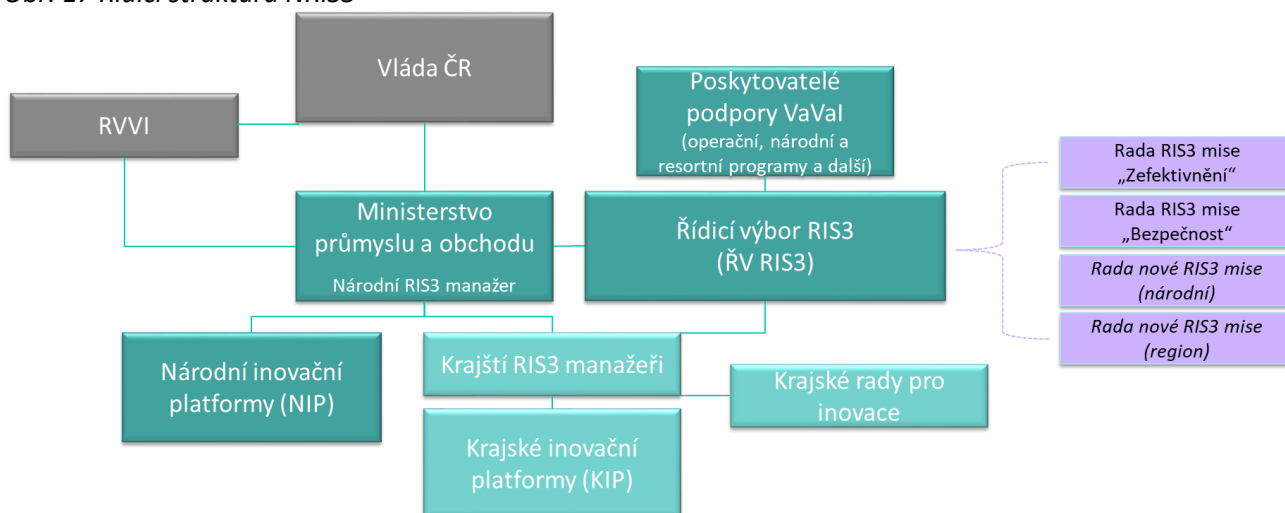 Vláda ČR
RVVI
Poskytovatelé
podpory VaVaI
(operační, národní a
resortní programy a další)
Ministerstvo
průmyslu a obchodu
Národní RIS3 manažer
Řídicí výbor RIS3
(ŘV RIS3)
Rada RIS3 mise
„Zefektivnění“
Rada RIS3 mise
„Bezpečnost“
Rada nové RIS3 mise
(národní)
Rada nové RIS3 mise
(region)
Národní inovační
platformy (NIP)
Krajští RIS3 manažeři
Krajské rady pro
inovace
Krajské inovační
platformy (KIP)